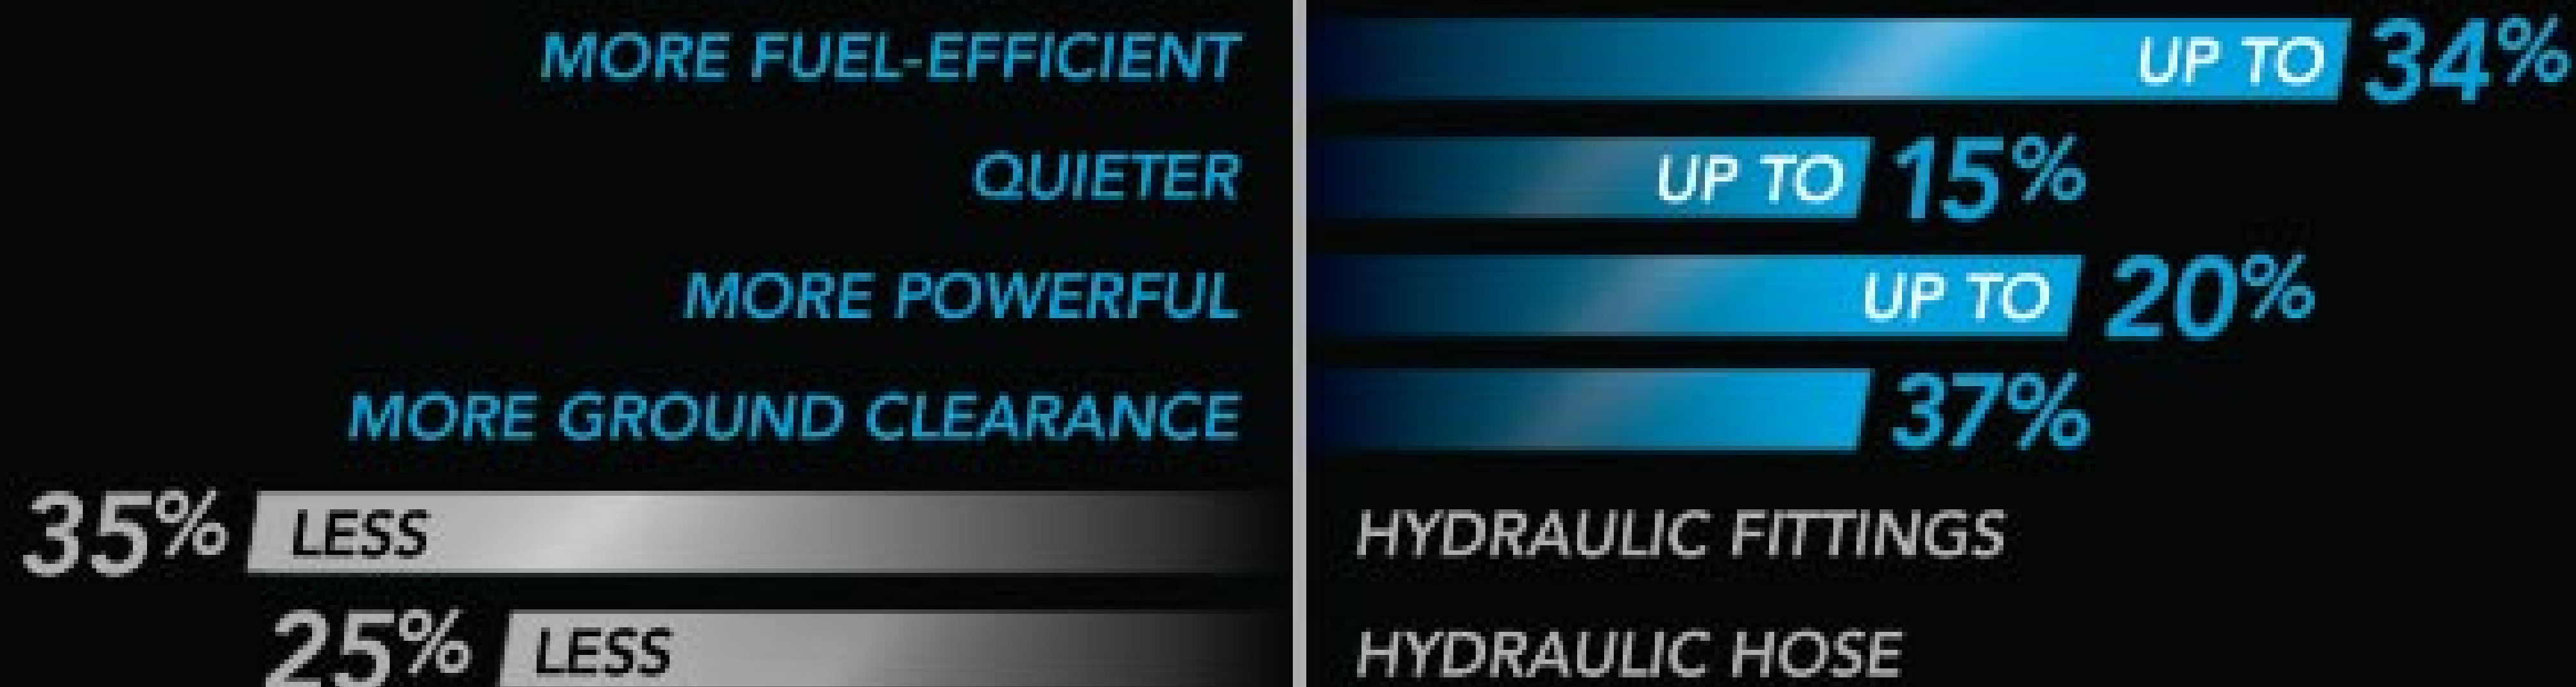 MORE FUEL-EFFICIENT UP TO 34%
QUIETER UP TO 15%
MORE POWERFUL UP TO 20%
MORE GROUND CLEARANCE 37%
35% LESS HYDRAULIC FITTINGS
25% LESS HYDRAULIC HOSE